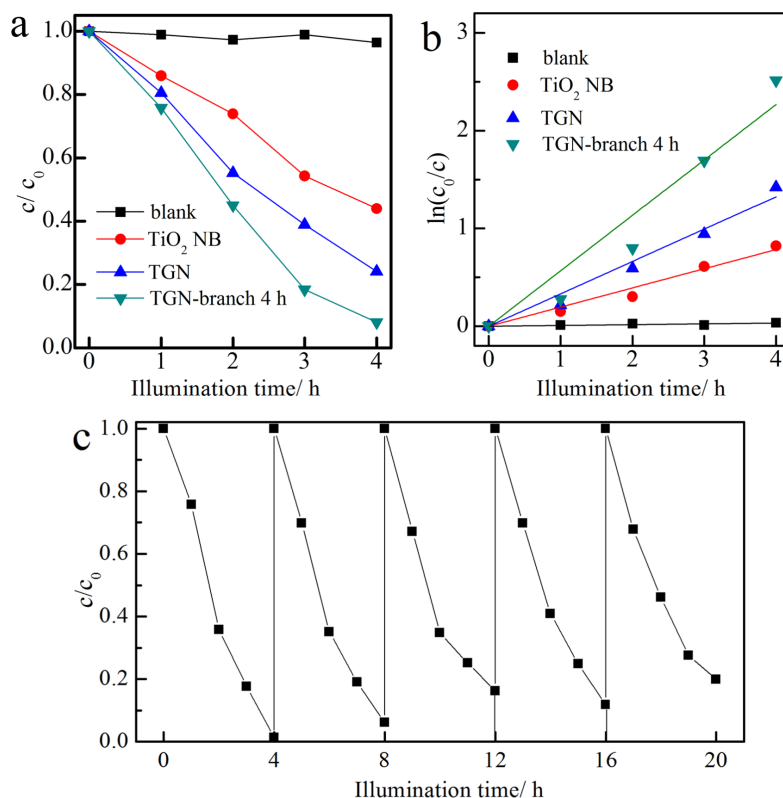 a
1.0
0.8
0.6
0.4
0.2
0.0
c/ c₀
blank
TiO₂ NB
TGN
TGN-branch 4 h
0 1 2 3 4
Illumination time/ h
b
3
2
1
0
ln(c₀/c)
blank
TiO₂ NB
TGN
TGN-branch 4 h
0 1 2 3 4
Illumination time/ h
c
1.0
0.8
0.6
0.4
0.2
0.0
c/c₀
0 4 8 12 16 20
Illumination time/ h